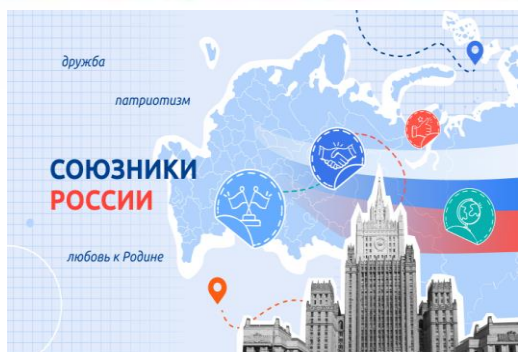 дружба
патриотизм
СОЮЗНИКИ
РОССИИ
любовь к Родине